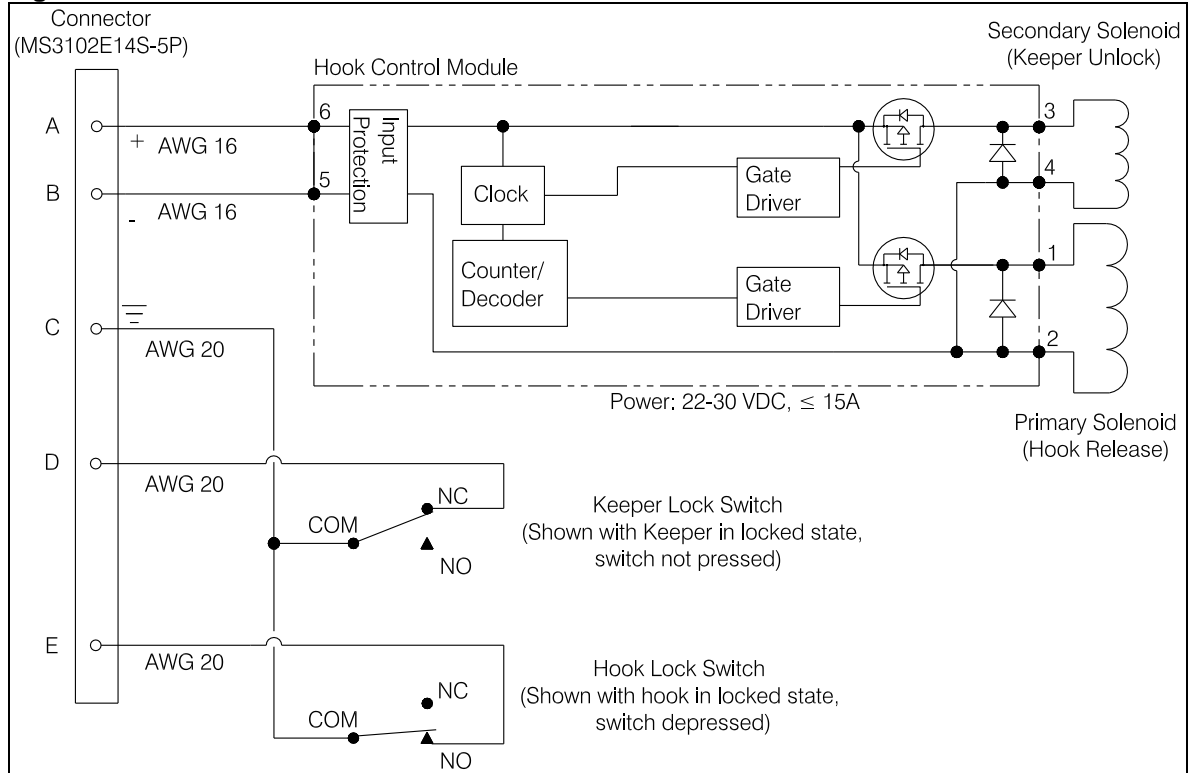 Connector
(MS3102E14S-5P)
Secondary Solenoid
(Keeper Unlock)
Hook Control Module
A
+ AWG 16
6
Input
Protection
3
B
- AWG 16
5
Clock
Gate
Driver
4
Counter/
Decoder
Gate
Driver
1
2
C
AWG 20
Power: 22-30 VDC, ≤ 15A
Primary Solenoid
(Hook Release)
D
AWG 20
COM
NC
NO
Keeper Lock Switch
(Shown with Keeper in locked state,
switch not pressed)
E
AWG 20
COM
NC
NO
Hook Lock Switch
(Shown with hook in locked state,
switch depressed)